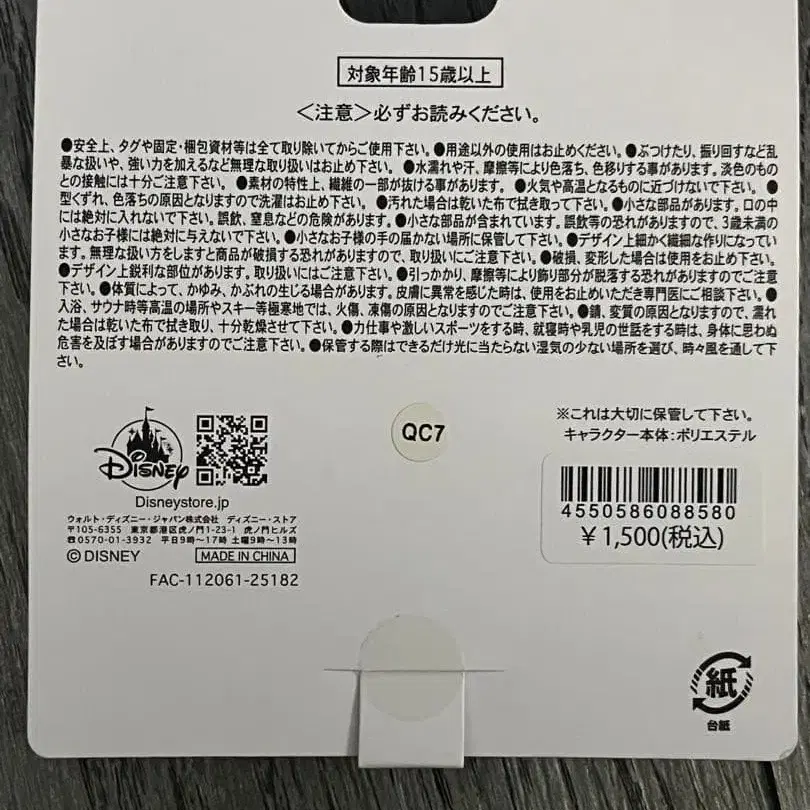 対象年齢15歳以上
＜注意＞必ずお読みください。
●安全上、タグや固定・梱包資材等は全て取り除いてからご使用下さい。●用途以外の使用はお止めください。●ぶつけたり、振り回すなど乱
暴な扱いや、強い力を加えるなど無理な取り扱いはお止め下さい。 ●水濡れや汗、摩擦等により色落ち、色移りする事があります。淡色のもの
との接触には十分ご注意下さい。 ●素材の特性上、繊維の一部が抜ける事があります。 ●火気や高温となるものに近づけないで下さい。●
型くずれ、色落ちの原因となりますので洗濯はお止め下さい。●汚れた場合は乾いた布で拭き取って下さい。●小さな部品があります。口の中
には絶対に入れないで下さい。誤飲、窒息などの危険があります。●小さな部品が含まれています。誤飲等の恐れがありますので、3歳未満の
小さなお子様には絶対に与えないで下さい。●小さなお子様の手の届かない場所に保管して下さい。●デザイン上細かく繊細な作りになってい
ます。無理な扱い方をしますと商品が破損する恐れがありますので、取り扱いにご注意下さい。●破損、変形した場合は使用をお止め下さい。
●デザイン上鋭利な部位があります。取り扱いにはご注意下さい。●引っかかり、摩擦等により飾り部分が脱落する恐れがありますのでご注意
下さい。●体質によって、かゆみ、かぶれの生じる場合があります。皮膚に異常を感じた時は、使用をお止めいただき専門医にご相談下さい。●
入浴、サウナ時等高温の場所やスキー等極寒地では、火傷、凍傷の原因となりますのでご注意下さい。●錆、変質の原因となりますので、濡れ
た場合は乾いた布で拭き取り、十分乾燥させて下さい。●力仕事や激しいスポーツをする時、就寝時や乳児の世話をする時は、身体に思わぬ
危害を及ぼす場合がありますのでご注意下さい。●保管する際はできるだけ光に当たらない湿気の少ない場所を選び、時々風を通して下
さい。
Disney
Disneystore.jp
ウォルト・ディズニー・ジャパン株式会社 ディズニー・ストア
〒105-6355 東京都港区虎ノ門1-23-1 虎ノ門ヒルズ
☎0570-01-3932 平日9時〜17時 土曜9時〜13時
©DISNEY MADE IN CHINA
FAC-112061-25182
QC7
※これは大切に保管して下さい。
キャラクター本体：ポリエステル
4550586088580
￥1,500(税込)
紙
台紙